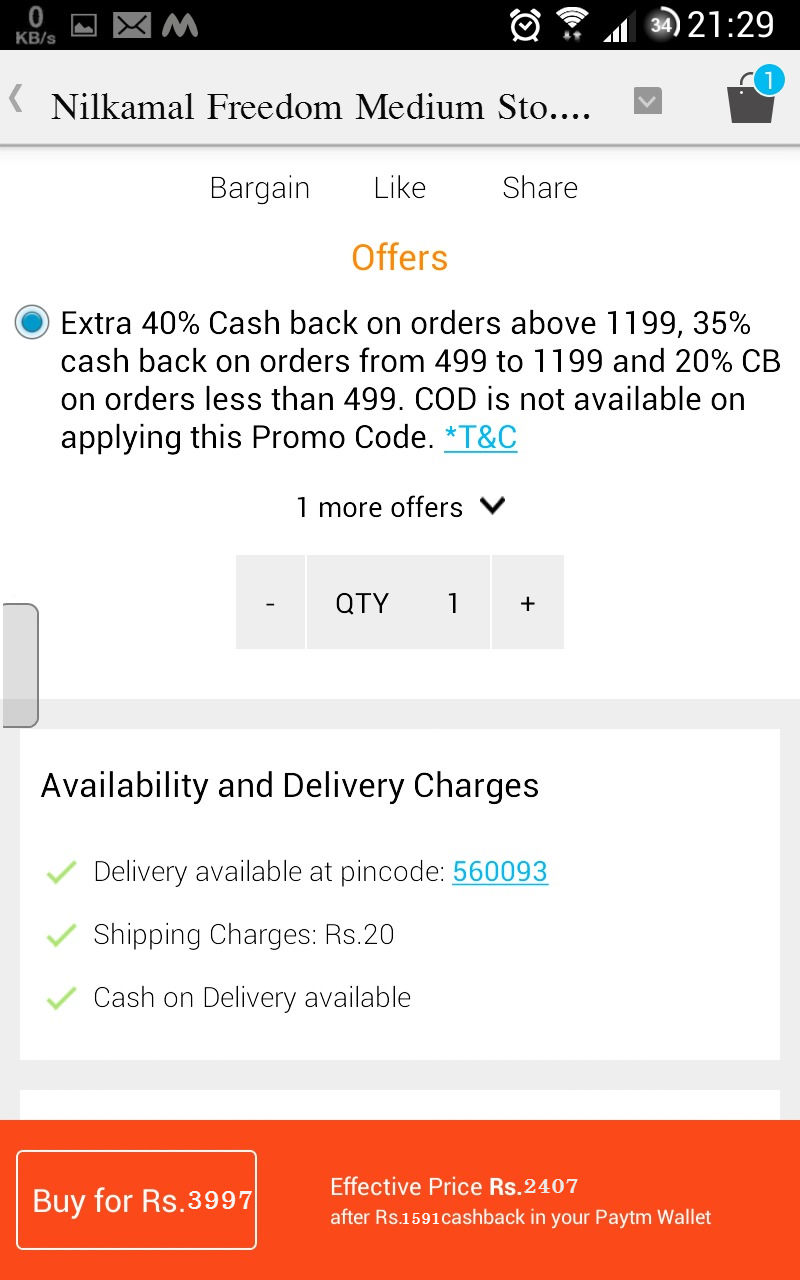 0
KB/s
34
21:29
Nilkamal Freedom Medium Sto....
1
Bargain Like Share
Offers
Extra 40% Cash back on orders above 1199, 35%
cash back on orders from 499 to 1199 and 20% CB
on orders less than 499. COD is not available on
applying this Promo Code. *T&C
1 more offers
- QTY 1 +
Availability and Delivery Charges
Delivery available at pincode: 560093
Shipping Charges: Rs.20
Cash on Delivery available
Buy for Rs.3997
Effective Price Rs.2407
after Rs.1591cashback in your Paytm Wallet